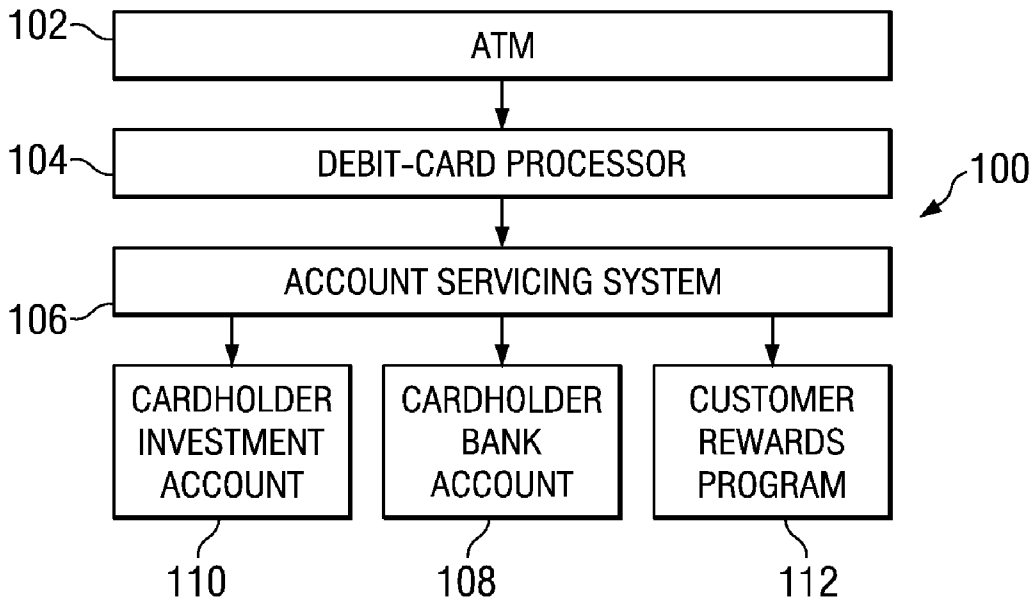 102
ATM
104
DEBIT-CARD PROCESSOR
100
ACCOUNT SERVICING SYSTEM
106
CARDHOLDER
INVESTMENT
ACCOUNT
CARDHOLDER
BANK
ACCOUNT
CUSTOMER
REWARDS
PROGRAM
110
108
112